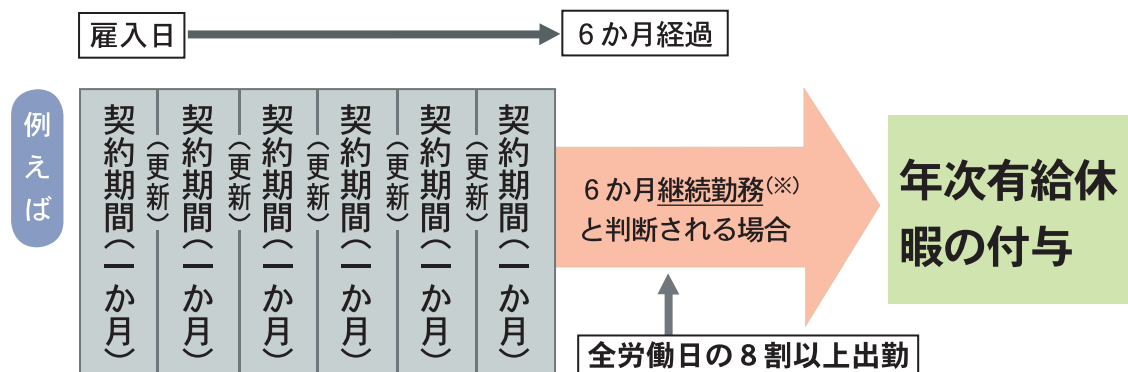 雇入日
6か月経過
例えば
契約期間(一か月)
(更新)
契約期間(一か月)
(更新)
契約期間(一か月)
(更新)
契約期間(一か月)
(更新)
契約期間(一か月)
(更新)
契約期間(一か月)
6か月継続勤務(※)
と判断される場合
全労働日の8割以上出勤
年次有給休
暇の付与